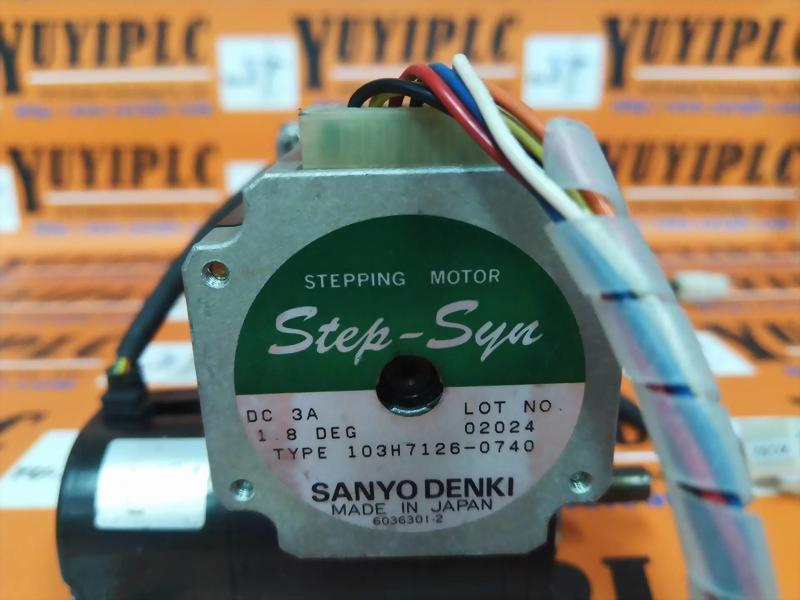 YUYIPLC
YUYIPLC
YUYIPLC
YUYIPLC
STEPPING MOTOR
Step-Syn
DC 3A
LOT NO.
1.8 DEG
02024
TYPE 103H7126-0740
SANYO DENKI
MADE IN JAPAN
6036301-2